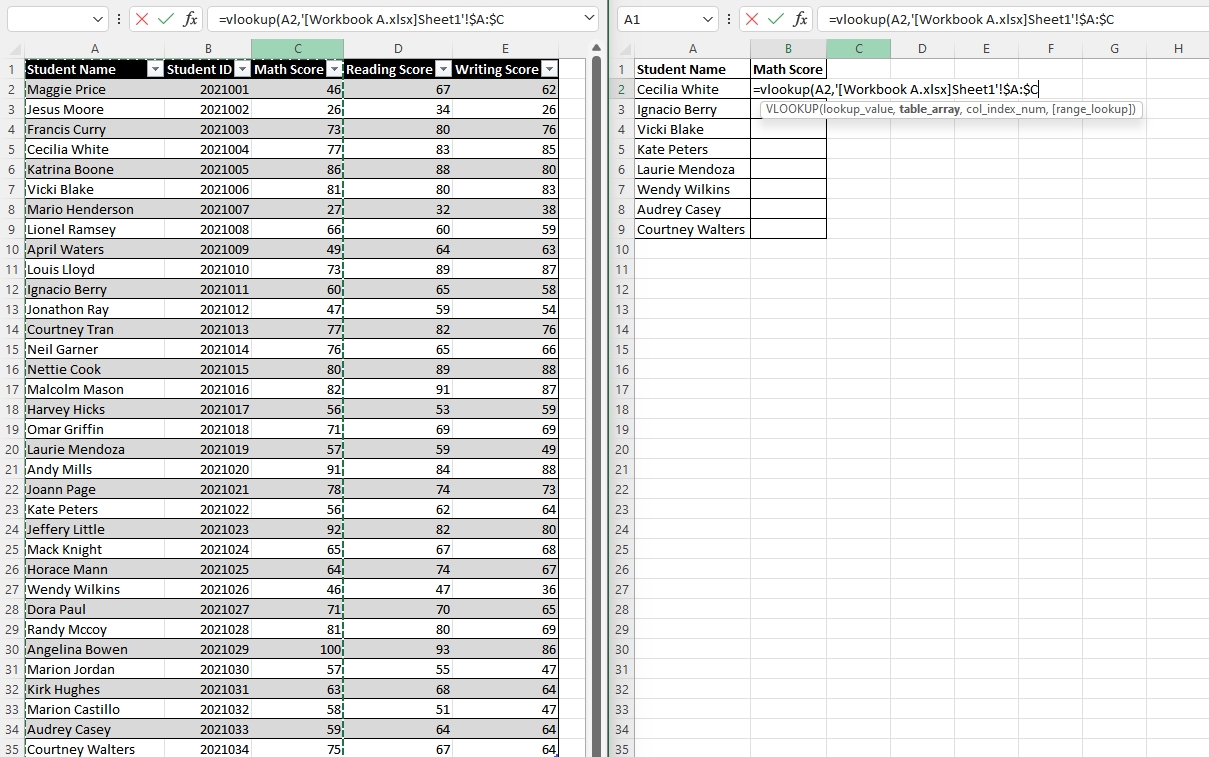 =vlookup(A2,'[Workbook A.xlsx]Sheet1'!$A:$C
A B C D E
1 Student Name Student ID Math Score Reading Score Writing Score
2 Maggie Price 2021001 46 67 62
3 Jesus Moore 2021002 26 34 26
4 Francis Curry 2021003 73 80 76
5 Cecilia White 2021004 77 83 85
6 Katrina Boone 2021005 86 88 80
7 Vicki Blake 2021006 81 80 83
8 Mario Henderson 2021007 27 32 38
9 Lionel Ramsey 2021008 66 60 59
10 April Waters 2021009 49 64 63
11 Louis Lloyd 2021010 73 89 87
12 Ignacio Berry 2021011 60 65 58
13 Jonathon Ray 2021012 47 59 54
14 Courtney Tran 2021013 77 82 76
15 Neil Garner 2021014 76 65 66
16 Nettie Cook 2021015 80 89 88
17 Malcolm Mason 2021016 82 91 87
18 Harvey Hicks 2021017 56 53 59
19 Omar Griffin 2021018 71 69 69
20 Laurie Mendoza 2021019 57 59 49
21 Andy Mills 2021020 91 84 88
22 Joann Page 2021021 78 74 73
23 Kate Peters 2021022 56 62 64
24 Jeffery Little 2021023 92 82 80
25 Mack Knight 2021024 65 67 68
26 Horace Mann 2021025 64 74 67
27 Wendy Wilkins 2021026 46 47 36
28 Dora Paul 2021027 71 70 65
29 Randy Mccoy 2021028 81 80 69
30 Angelina Bowen 2021029 100 93 86
31 Marion Jordan 2021030 57 55 47
32 Kirk Hughes 2021031 63 68 64
33 Marion Castillo 2021032 58 51 47
34 Audrey Casey 2021033 59 64 64
35 Courtney Walters 2021034 75 67 64
A1 fx =vlookup(A2,'[Workbook A.xlsx]Sheet1'!$A:$C
A B C D E F G H
1 Student Name Math Score
2 Cecilia White =vlookup(A2,'[Workbook A.xlsx]Sheet1'!$A:$C
3 Ignacio Berry VLOOKUP(lookup_value, table_array, col_index_num, [range_lookup])
4 Vicki Blake
5 Kate Peters
6 Laurie Mendoza
7 Wendy Wilkins
8 Audrey Casey
9 Courtney Walters
10
11
12
13
14
15
16
17
18
19
20
21
22
23
24
25
26
27
28
29
30
31
32
33
34
35